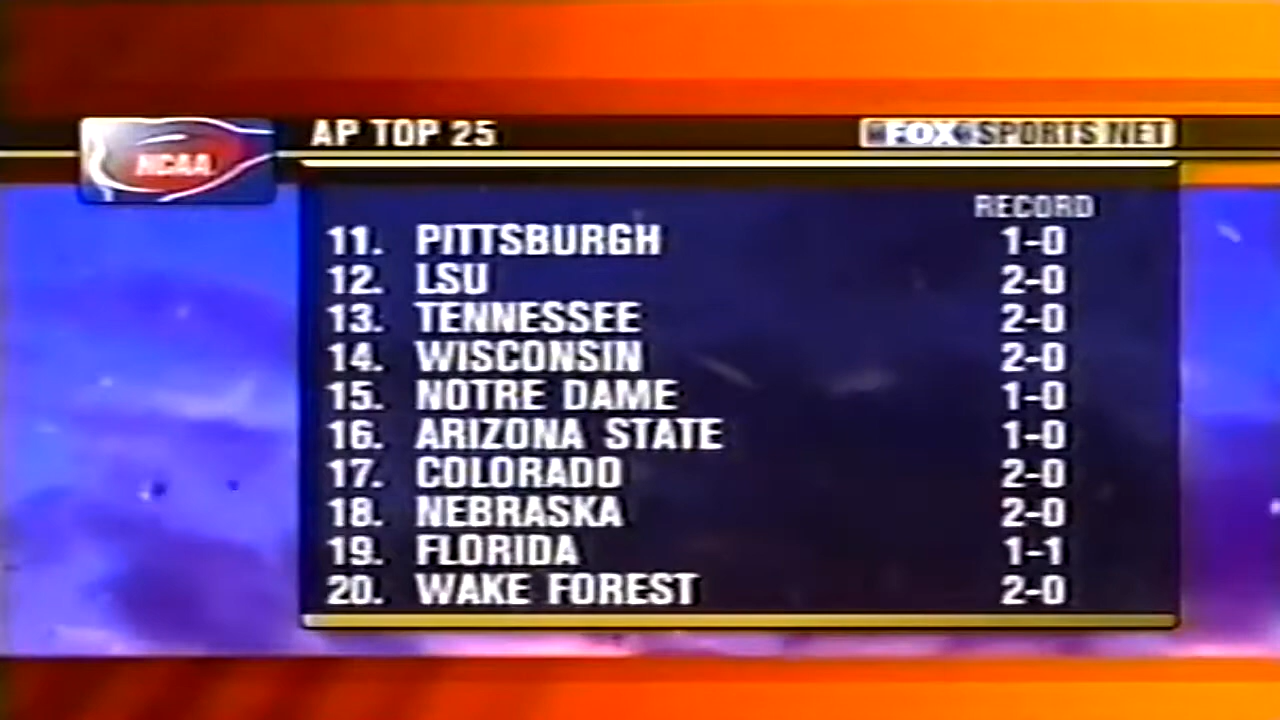 AP TOP 25
FOX SPORTS NET
NCAA
RECORD
11. PITTSBURGH 1-0
12. LSU 2-0
13. TENNESSEE 2-0
14. WISCONSIN 2-0
15. NOTRE DAME 1-0
16. ARIZONA STATE 1-0
17. COLORADO 2-0
18. NEBRASKA 2-0
19. FLORIDA 1-1
20. WAKE FOREST 2-0